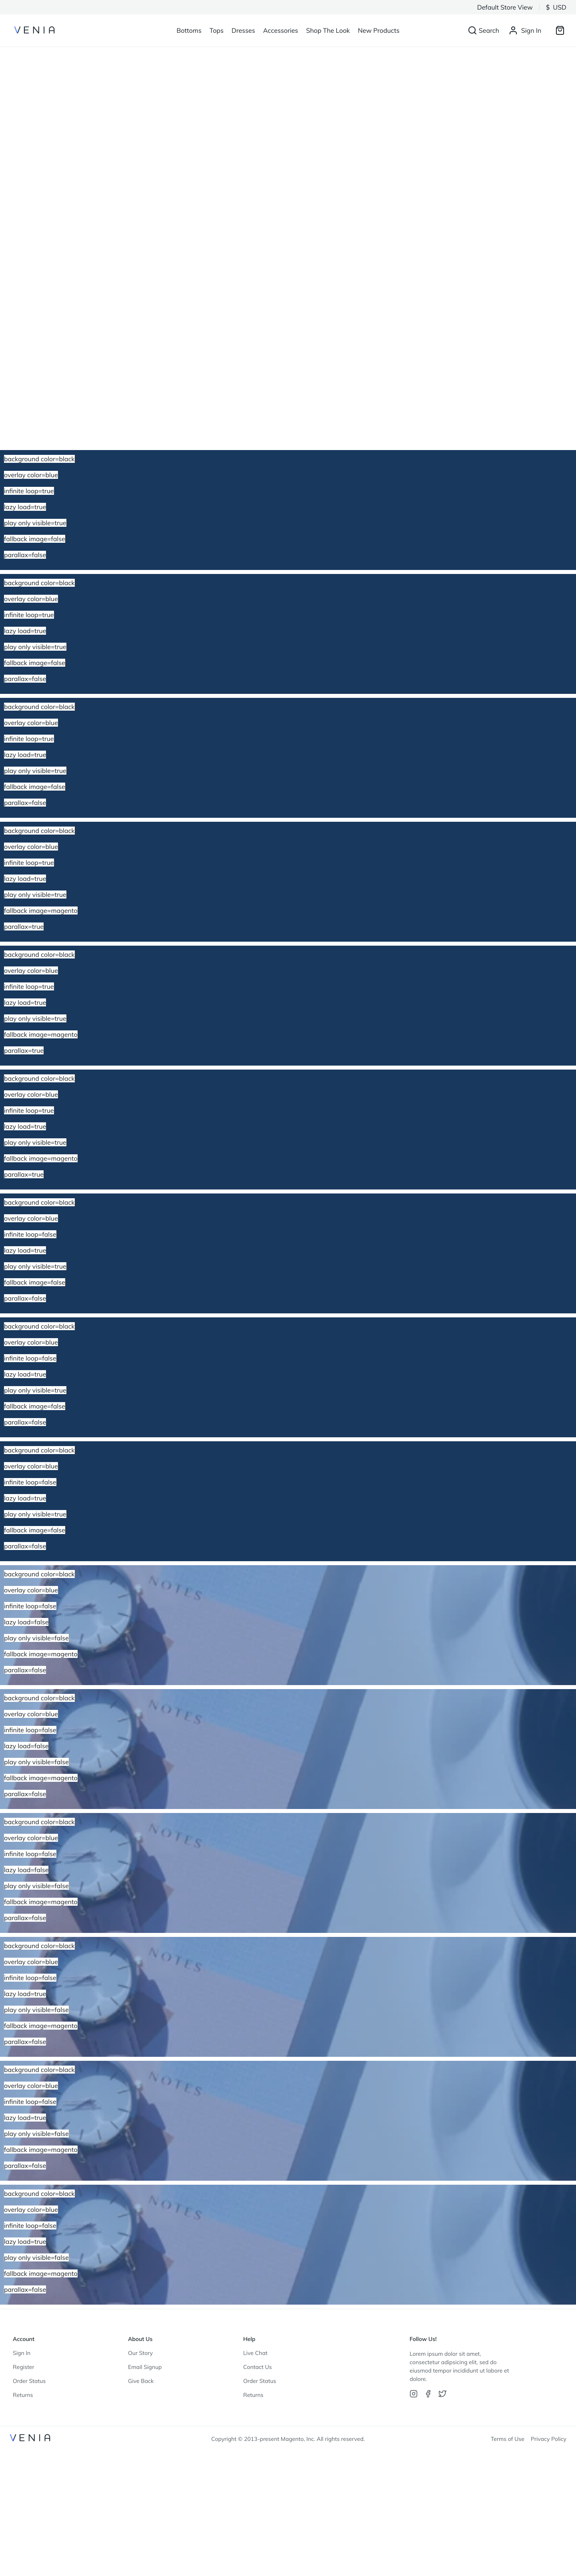 Default Store View $ USD
VENIA Bottoms Tops Dresses Accessories Shop The Look New Products Search Sign In
background color=black
overlay color=blue
infinite loop=true
lazy load=true
play only visible=true
fallback image=false
parallax=false
background color=black
overlay color=blue
infinite loop=true
lazy load=true
play only visible=true
fallback image=false
parallax=false
background color=black
overlay color=blue
infinite loop=true
lazy load=true
play only visible=true
fallback image=false
parallax=false
background color=black
overlay color=blue
infinite loop=true
lazy load=true
play only visible=true
fallback image=magento
parallax=true
background color=black
overlay color=blue
infinite loop=true
lazy load=true
play only visible=true
fallback image=magento
parallax=true
background color=black
overlay color=blue
infinite loop=true
lazy load=true
play only visible=true
fallback image=magento
parallax=true
background color=black
overlay color=blue
infinite loop=false
lazy load=true
play only visible=true
fallback image=false
parallax=false
background color=black
overlay color=blue
infinite loop=false
lazy load=true
play only visible=true
fallback image=false
parallax=false
background color=black
overlay color=blue
infinite loop=false
lazy load=true
play only visible=true
fallback image=false
parallax=false
background color=black
NOTES
overlay color=blue
infinite loop=false
lazy load=false
play only visible=false
fallback image=magento
parallax=false
background color=black
NOTES
overlay color=blue
infinite loop=false
lazy load=false
play only visible=false
fallback image=magento
parallax=false
background color=black
NOTES
overlay color=blue
infinite loop=false
lazy load=false
play only visible=false
fallback image=magento
parallax=false
background color=black
NOTES
overlay color=blue
infinite loop=false
lazy load=true
play only visible=false
fallback image=magento
parallax=false
background color=black
NOTES
overlay color=blue
infinite loop=false
lazy load=true
play only visible=false
fallback image=magento
parallax=false
background color=black
NOTES
overlay color=blue
infinite loop=false
lazy load=true
play only visible=false
fallback image=magento
parallax=false
Account
Sign In
Register
Order Status
Returns
About Us
Our Story
Email Signup
Give Back
Help
Live Chat
Contact Us
Order Status
Returns
Follow Us!
Lorem ipsum dolor sit amet,
consectetur adipsicing elit, sed do
eiusmod tempor incididunt ut labore et
dolore.
VENIA Copyright © 2013-present Magento, Inc. All rights reserved. Terms of Use Privacy Policy